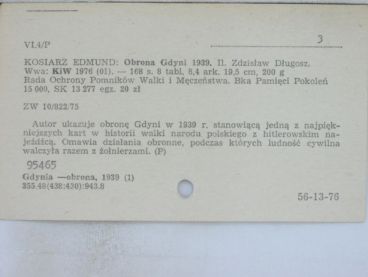 3
VI.4/P
KOSIARZ EDMUND: Obrona Gdyni 1939. Il. Zdzisław Długosz.
Wwa: KiW 1976 (01). — 168 s. 8 tabl, 8,4 ark. 19,5 cm, 200 g
Rada Ochrony Pomników Walki i Męczeństwa. Bka Pamięci Pokoleń
15 000, SK 13 277 egz. 20 zł
ZW 10/822/75
Autor ukazuje obronę Gdyni w 1939 r. stanowiącą jedną z najpięk-
niejszych kart w historii walki narodu polskiego z hitlerowskim na-
jeźdźcą. Omawia działania obronne, podczas których ludność cywilna
walczyła razem z żołnierzami. (P)
95465
Gdynia —obrona, 1939 (1)
355.48(438:430):943.8
56-13-76